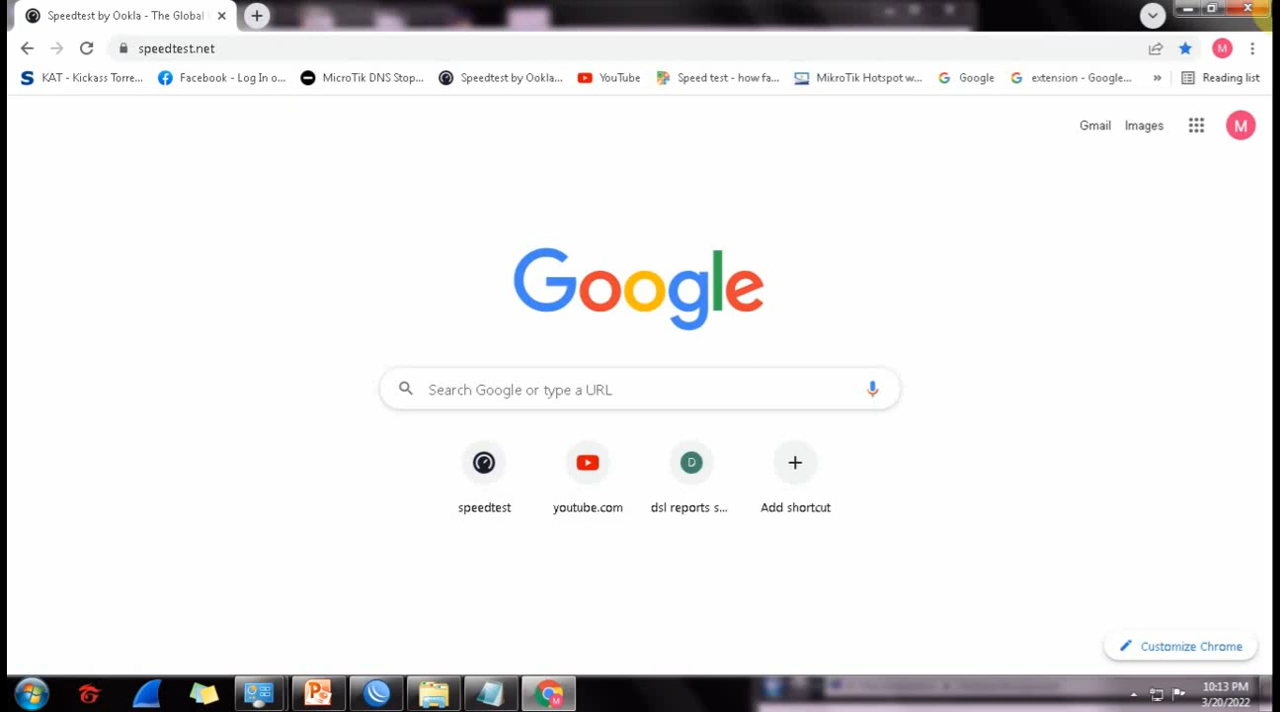 Speedtest by Ookla - The Global
speedtest.net
M
KAT - Kickass Torre...
Facebook - Log In o...
MicroTik DNS Stop...
Speedtest by Ookla...
YouTube
Speed test - how fa...
MikroTik Hotspot w...
Google
extension - Google...
»
Reading list
Gmail
Images
M
Google
Search Google or type a URL
D
speedtest
youtube.com
dsl reports s...
Add shortcut
Customize Chrome
10:13 PM
3/20/2022